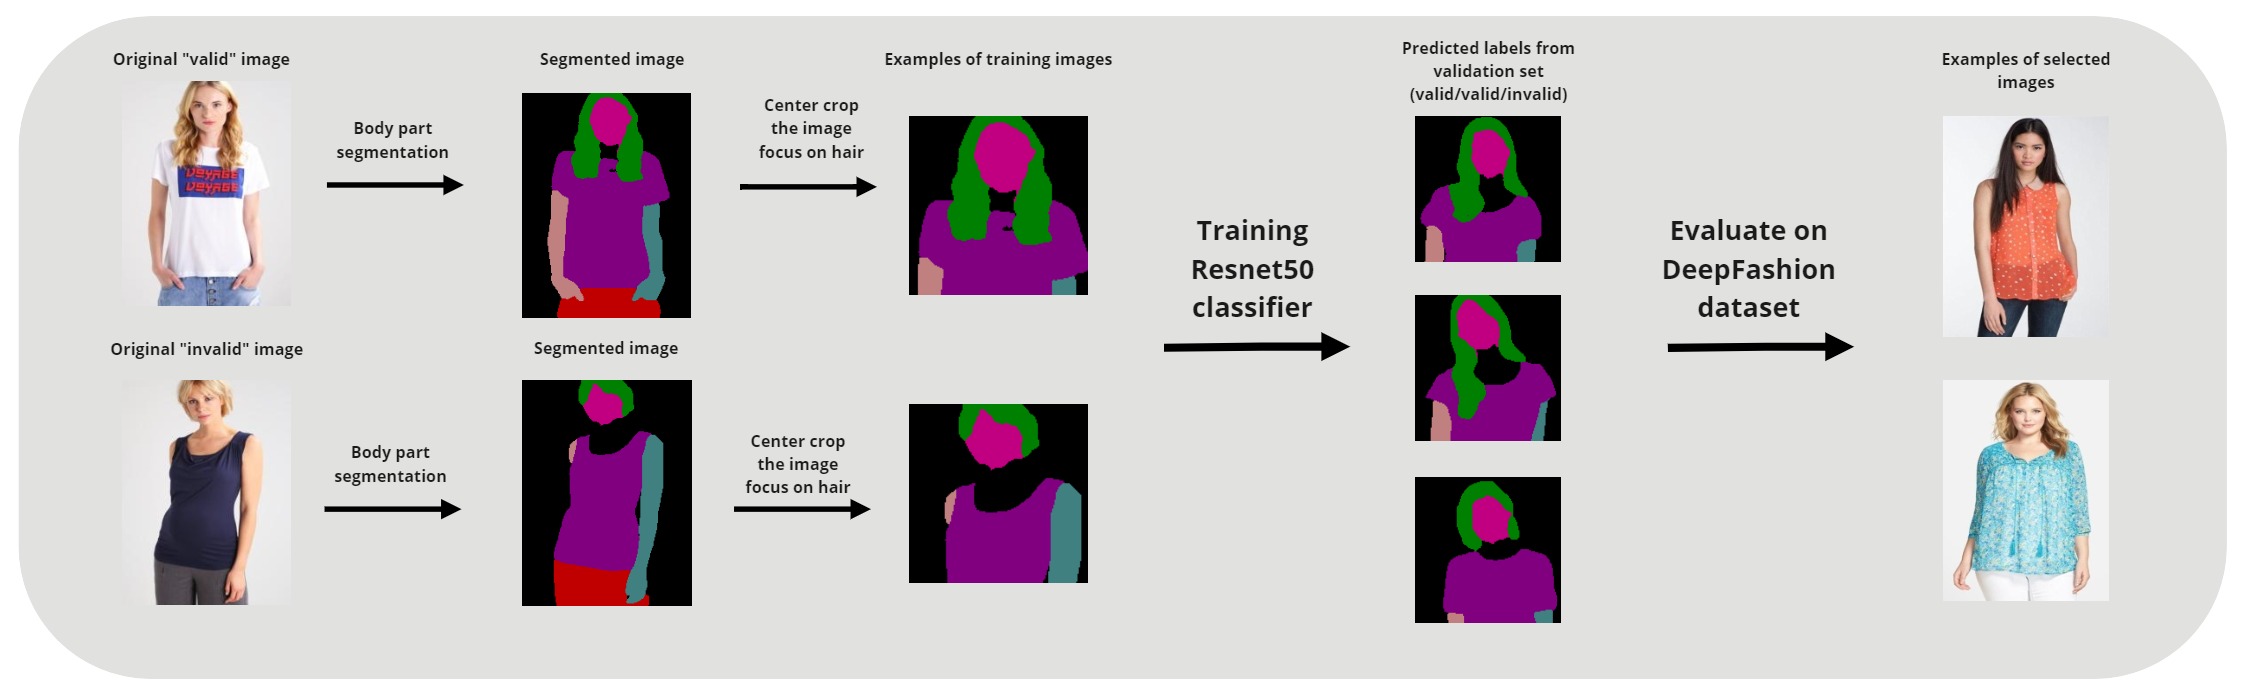 Original "valid" image
VOYAGE
VOYAGE
Body part
segmentation
Segmented image
Center crop
the image
focus on hair
Examples of training images
Original "invalid" image
Body part
segmentation
Segmented image
Center crop
the image
focus on hair
Training
Resnet50
classifier
Predicted labels from
validation set
(valid/valid/invalid)
Evaluate on
DeepFashion
dataset
Examples of selected
images